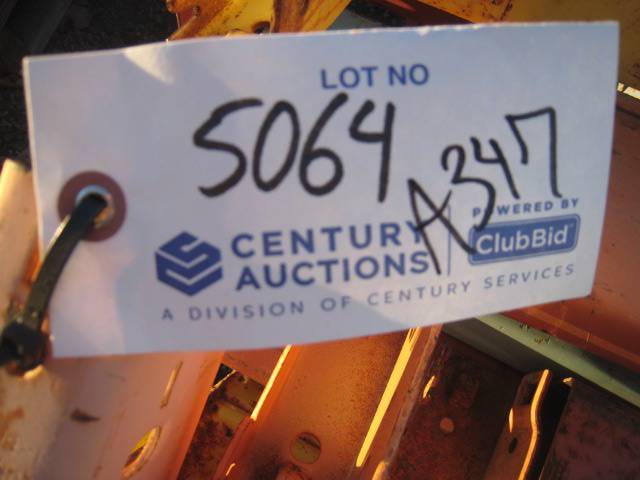 LOT NO
5064
A347
CENTURY
AUCTIONS
POWERED BY
ClubBid
A DIVISION OF CENTURY SERVICES